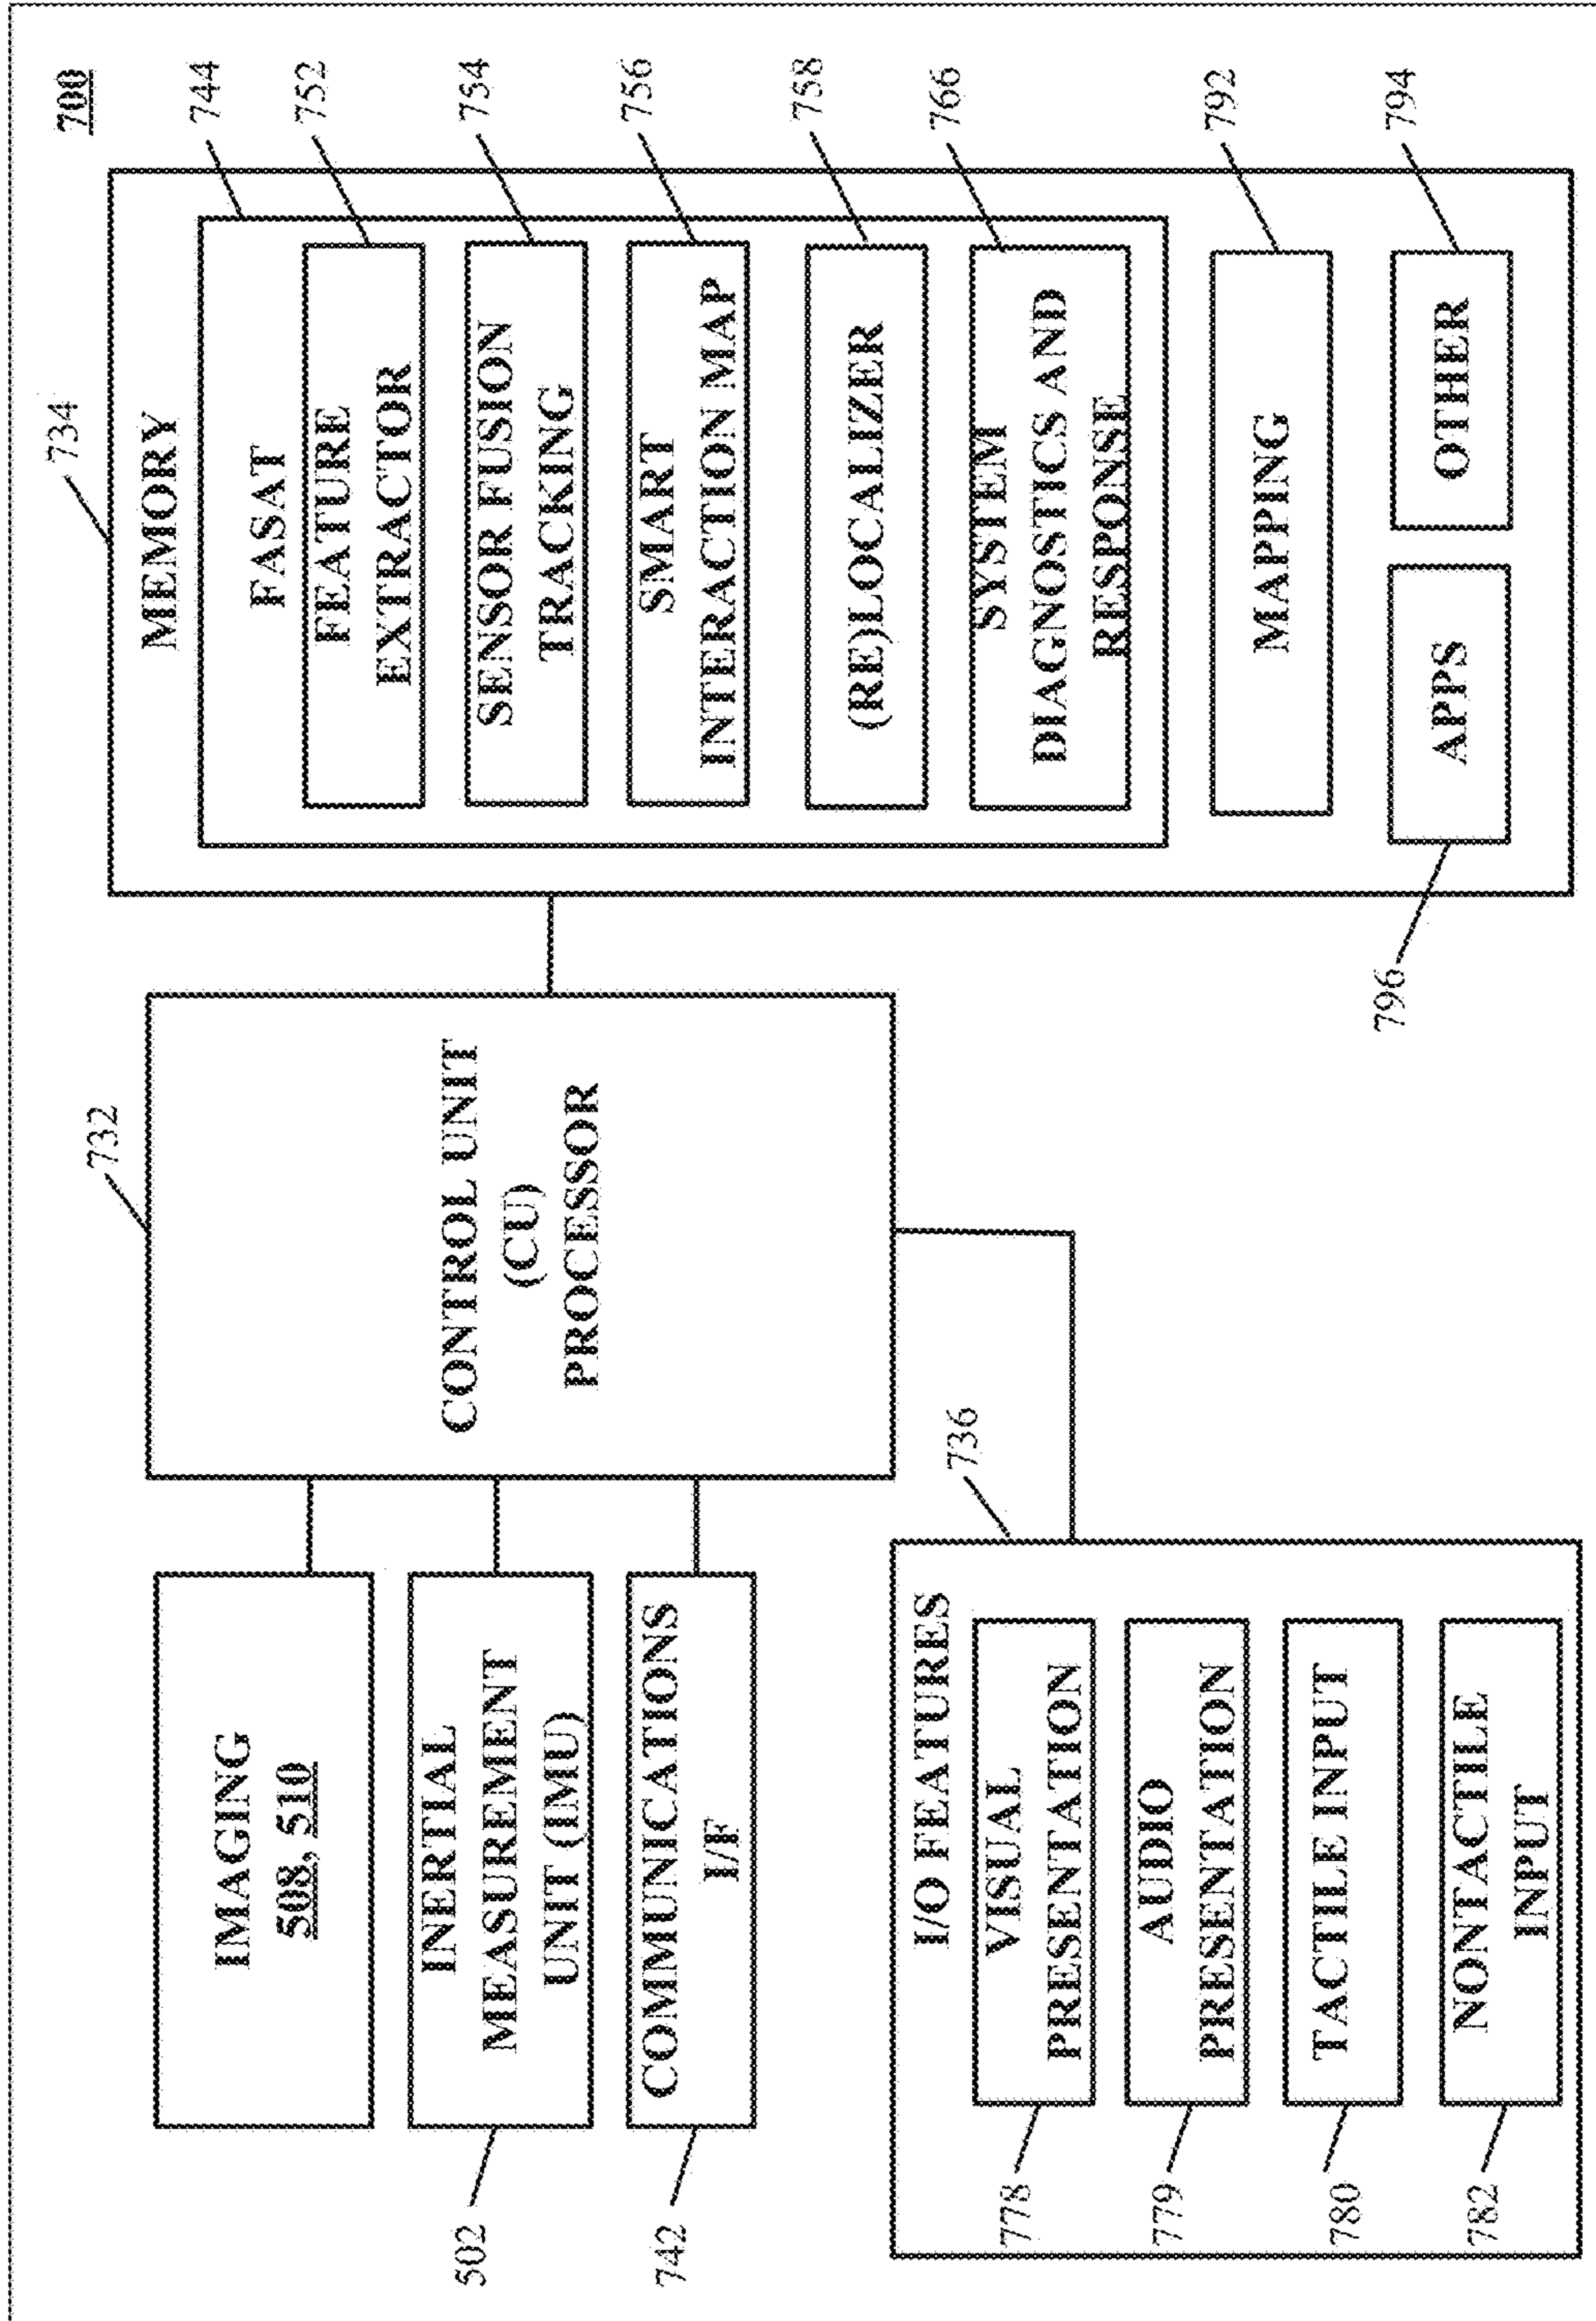 700
732
734
744
752
754
756
758
766
792
794
796
IMAGING
508, 510
INERTIAL
MEASUREMENT
UNIT (IMU)
502
COMMUNICATIONS
I/F
742
CONTROL UNIT
(CU)
PROCESSOR
MEMORY
FASAT
FEATURE
EXTRACTOR
SENSOR FUSION
TRACKING
SMART
INTERACTION MAP
(RE)LOCALIZER
SYSTEM
DIAGNOSTICS AND
RESPONSE
MAPPING
APPS
OTHER
736
I/O FEATURES
VISUAL
PRESENTATION
778
AUDIO
PRESENTATION
779
TACTILE INPUT
780
NONTACTILE
INPUT
782